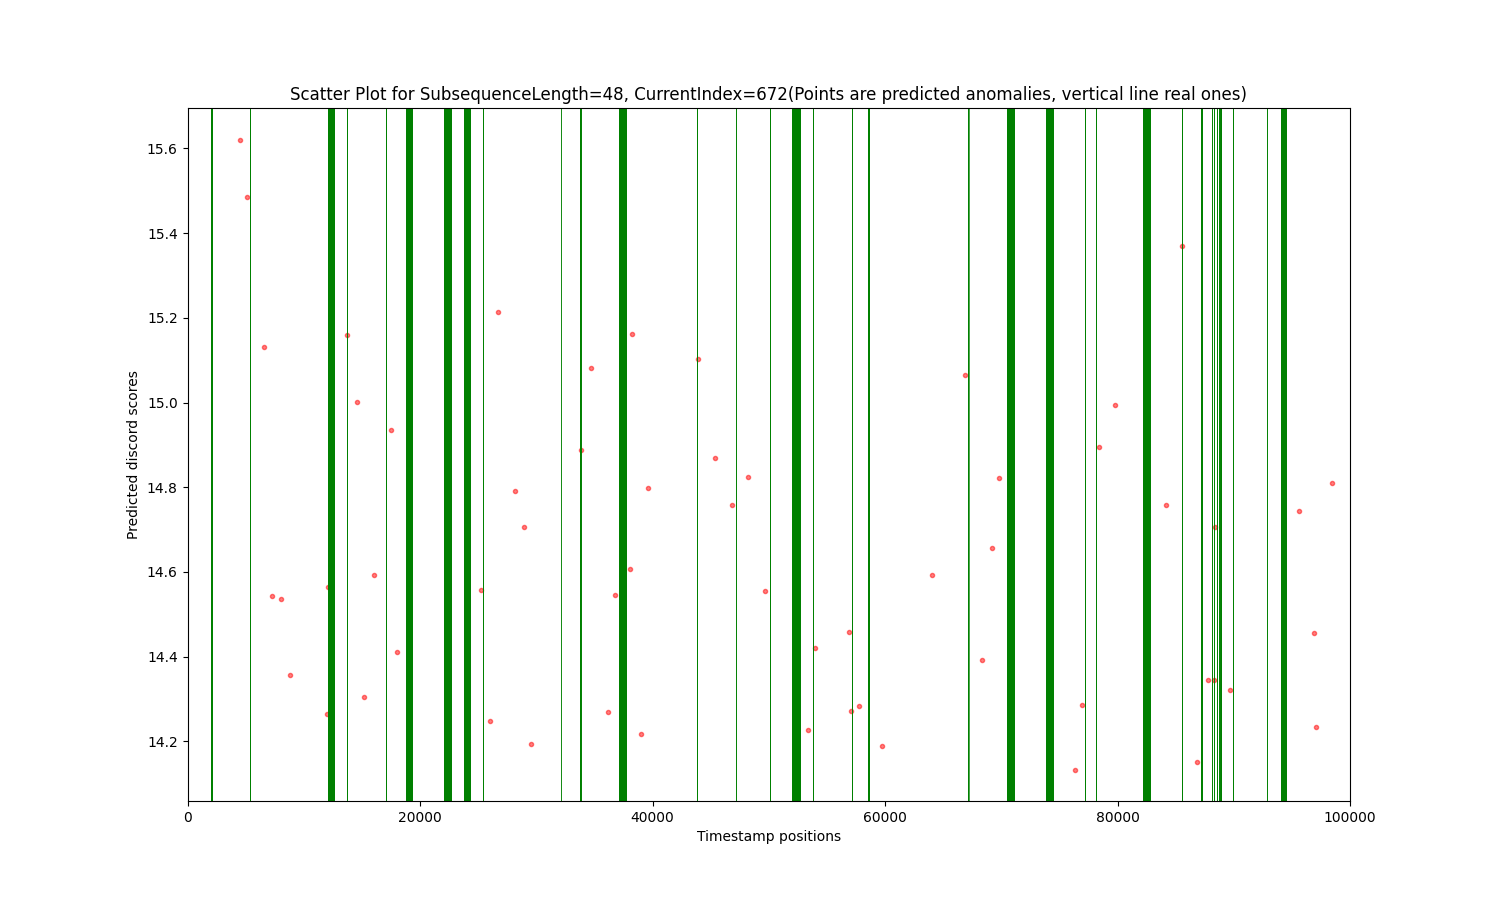 Scatter Plot for SubsequenceLength=48, CurrentIndex=672(Points are predicted anomalies, vertical line real ones)
15.6
15.4
15.2
15.0
14.8
14.6
14.4
14.2
Predicted discord scores
0 20000 40000 60000 80000 100000
Timestamp positions